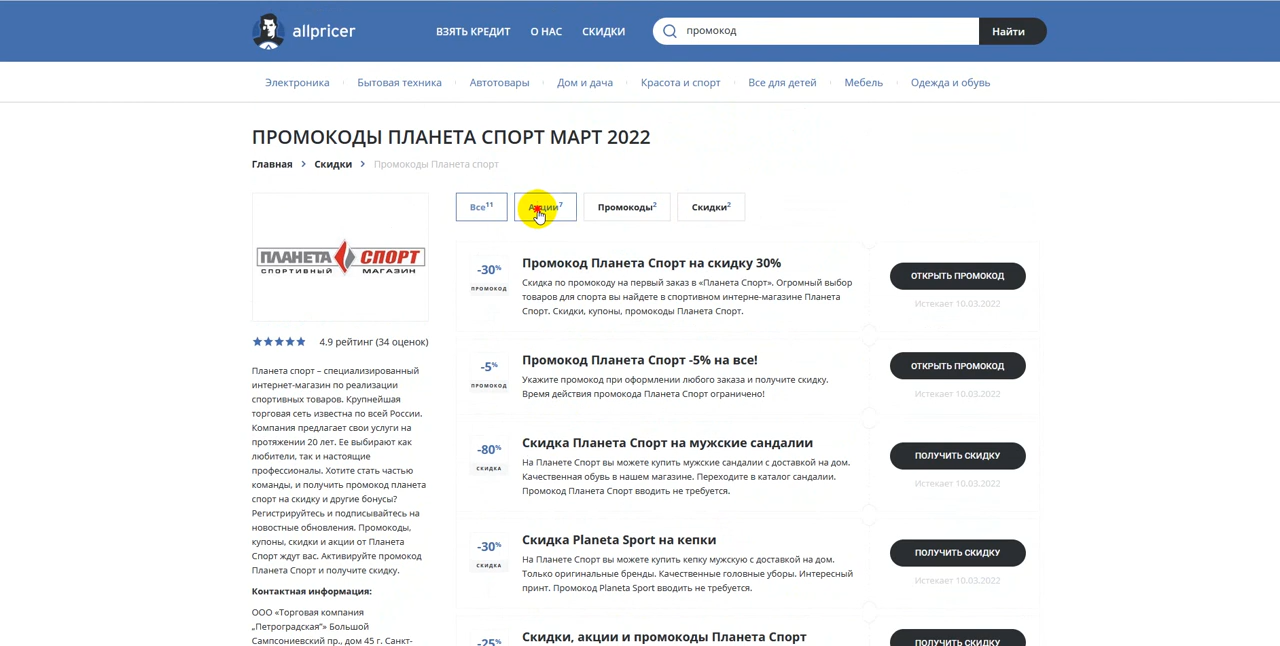 allpricer
ВЗЯТЬ КРЕДИТ О НАС СКИДКИ
промокод
Найти
Электроника Бытовая техника Автотовары Дом и дача Красота и спорт Все для детей Мебель Одежда и обувь
ПРОМОКОДЫ ПЛАНЕТА СПОРТ МАРТ 2022
Главная > Скидки > Промокоды Планета спорт
ПЛАНЕТА СПОРТ
СПОРТИВНЫЙ МАГАЗИН
4.9 рейтинг (34 оценок)
Планета спорт – специализированный
интернет-магазин по реализации
спортивных товаров. Крупнейшая
торговая сеть известна по всей России.
Компания предлагает свои услуги на
протяжении 20 лет. Ее выбирают как
любители, так и настоящие
профессионалы. Хотите стать частью
команды, и получить промокод планета
спорт на скидку и другие бонусы?
Регистрируйтесь и подписывайтесь на
новостные обновления. Промокоды,
купоны, скидки и акции от Планета
Спорт ждут вас. Активируйте промокод
Планета Спорт и получите скидку.
Контактная информация:
ООО «Торговая компания
„Петроградская“» Большой
Сампсониевский пр., дом 45 г. Санкт-
Все 11 Акции 7 Промокоды 2 Скидки 2
-30%
ПРОМОКОД
Промокод Планета Спорт на скидку 30%
Скидка по промокоду на первый заказ в «Планета Спорт». Огромный выбор
товаров для спорта вы найдете в спортивном интерне-магазине Планета
Спорт. Скидки, купоны, промокоды Планета Спорт.
ОТКРЫТЬ ПРОМОКОД
Истекает 10.03.2022
-5%
ПРОМОКОД
Промокод Планета Спорт -5% на все!
Укажите промокод при оформлении любого заказа и получите скидку.
Время действия промокода Планета Спорт ограничено!
ОТКРЫТЬ ПРОМОКОД
Истекает 10.03.2022
-80%
СКИДКА
Скидка Планета Спорт на мужские сандалии
На Планете Спорт вы можете купить мужские сандалии с доставкой на дом.
Качественная обувь в нашем магазине. Переходите в каталог сандалии.
Промокод Планета Спорт вводить не требуется.
ПОЛУЧИТЬ СКИДКУ
Истекает 10.03.2022
-30%
СКИДКА
Скидка Planeta Sport на кепки
На Планете Спорт вы можете купить кепку мужскую с доставкой на дом.
Только оригинальные бренды. Качественные головные уборы. Интересный
принт. Промокод Planeta Sport вводить не требуется.
ПОЛУЧИТЬ СКИДКУ
Истекает 10.03.2022
-25%
Скидки, акции и промокоды Планета Спорт
ПОЛУЧИТЬ СКИДКУ